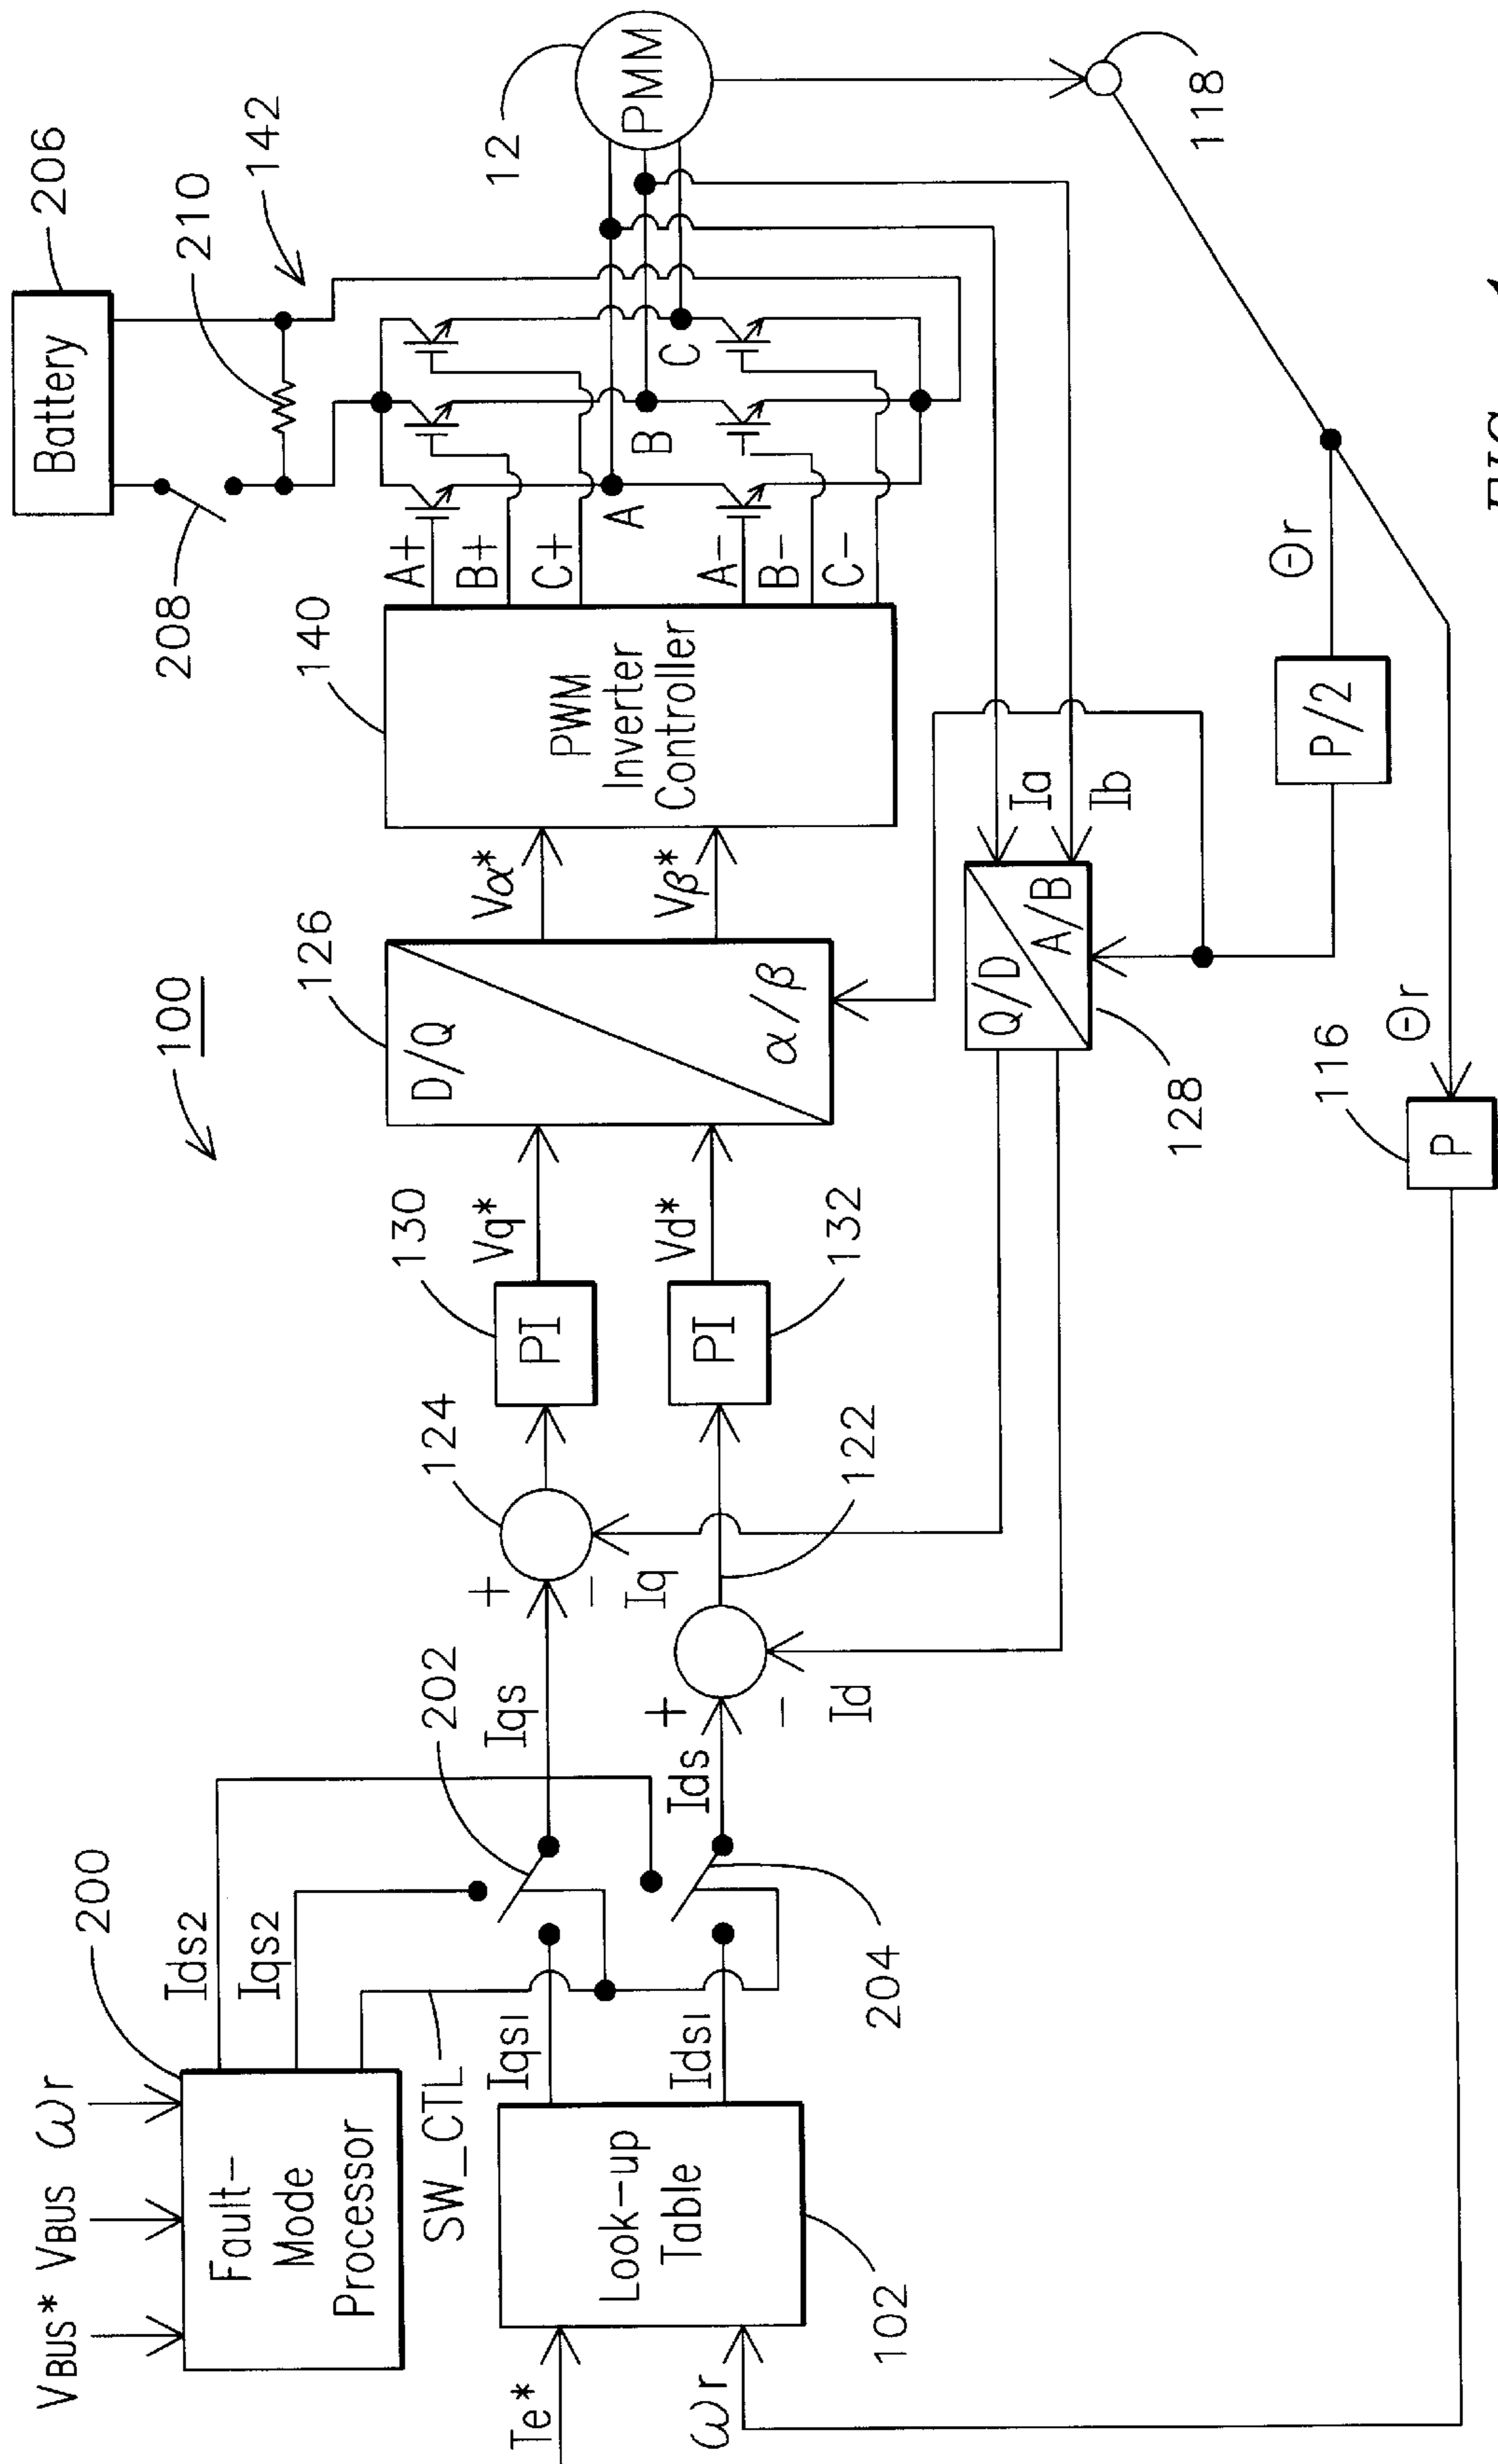 100
VBUS* VBUS ωr
200
Fault-
Mode
Processor
Ids2
Iqs2
SW_CTL
Te*
ωr
Look-up
Table
102
Iqs1
Ids1
202
204
Iqs
Ids
+
-
Iq
+
-
Id
124
122
PI
130
PI
132
Vq*
Vd*
126
D/Q
α/β
Vα*
Vβ*
140
PWM
Inverter
Controller
A+
B+
C+
A-
B-
C-
208
Battery
206
210
142
A
B
C
12
PMM
118
Q/D
A/B
128
Ia
Ib
P/2
Θr
Θr
116
P